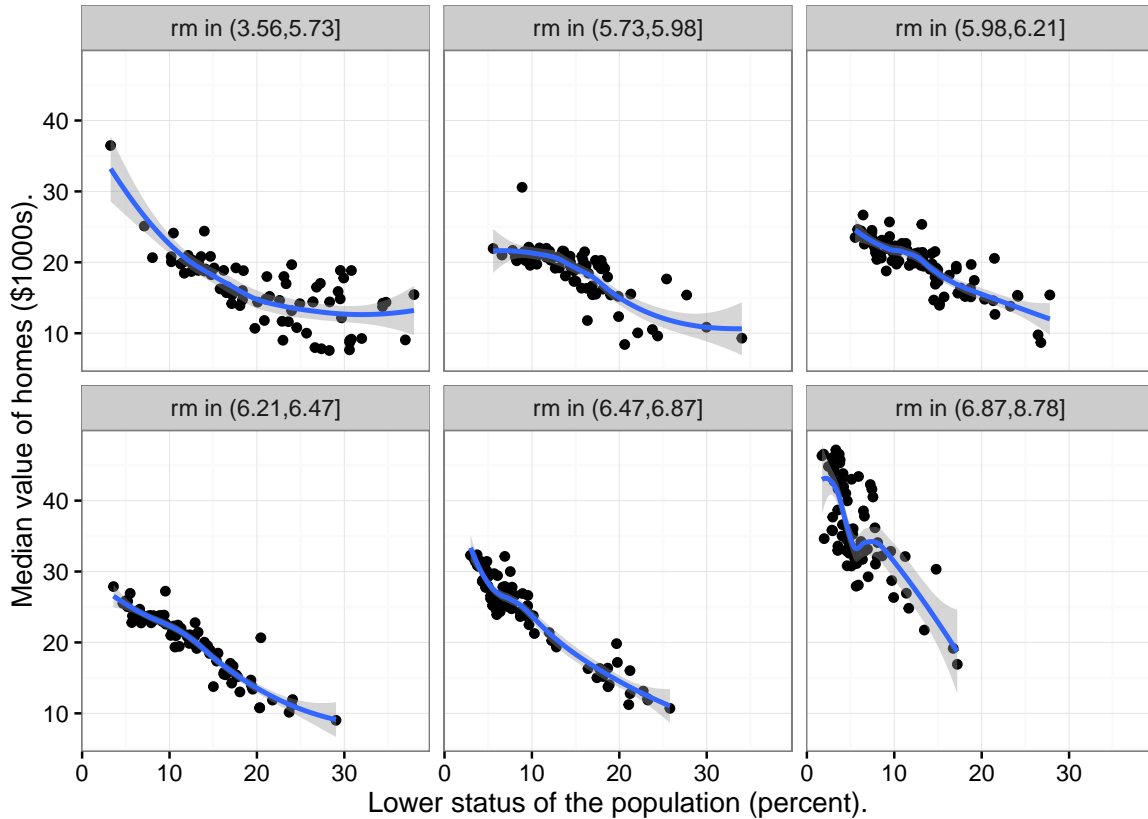 rm in (3.56,5.73]
rm in (5.73,5.98]
rm in (5.98,6.21]
40
30
20
10
rm in (6.21,6.47]
rm in (6.47,6.87]
rm in (6.87,8.78]
40
30
20
10
0 10 20 30
0 10 20 30
0 10 20 30
Lower status of the population (percent).
Median value of homes ($1000s).